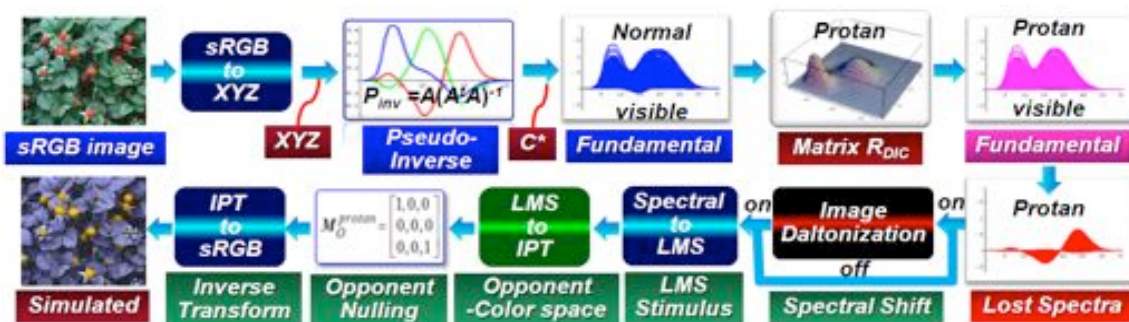 sRGB
to
XYZ
P_inv =A(A^tA)^-1
Normal
visible
Protan
Protan
visible
sRGB image
XYZ
Pseudo-
Inverse
C*
Fundamental
Matrix R_DIC
Fundamental
IPT
to
sRGB
M_O^protan = [1,0,0
0,0,0
0,0,1]
LMS
to
IPT
Spectral
to
LMS
on
Image
Daltonization
on
off
Protan
Simulated
Inverse
Transform
Opponent
Nulling
Opponent
-Color space
LMS
Stimulus
Spectral Shift
Lost Spectra